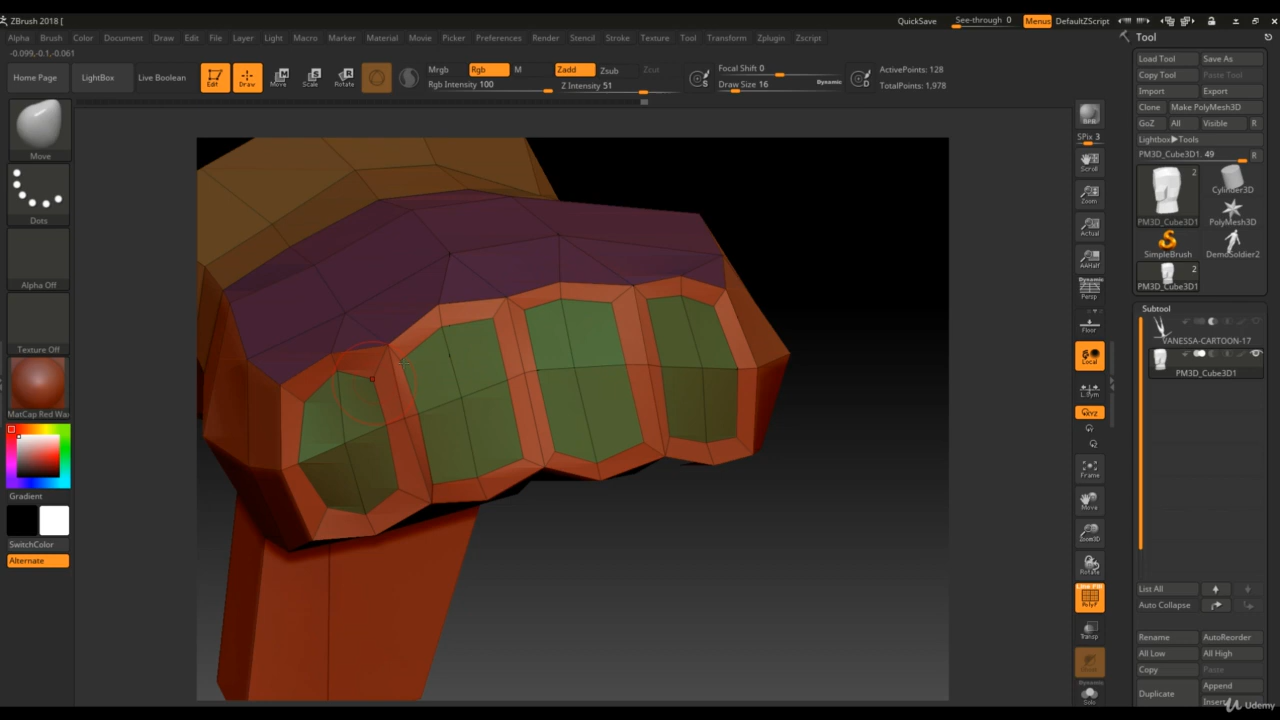 ZBrush 2018 [
QuickSave See-through 0 Menus DefaultZScript
Alpha Brush Color Document Draw Edit File Layer Light Macro Marker Material Movie Picker Preferences Render Stencil Stroke Texture Tool Transform Zplugin Zscript
-0.099,-0.1,-0.061
Home Page LightBox Live Boolean Edit Draw Move Scale Rotate
Mrgb Rgb M Zadd Zsub Zcut Focal Shift 0 ActivePoints: 128
Rgb Intensity 100 Z Intensity 51 Draw Size 16 Dynamic TotalPoints: 1,978
S
D
Move
Dots
Alpha Off
Texture Off
MatCap Red Wax
Gradient
SwitchColor
Alternate
BPR
SPix 3
Scroll
Zoom
Actual
AAHalf
Dynamic
Persp
Floor
Local
L.Sym
XYZ
Frame
Move
Zoom3D
Rotate
Line Fill
PolyF
Transp
Dynamic
Solo
Tool
Load Tool Save As
Copy Tool Paste Tool
Import Export
Clone Make PolyMesh3D
GoZ All Visible R
Lightbox▶Tools
PM3D_Cube3D1. 49 R
2
Cylinder3D
PM3D_Cube3D1 PolyMesh3D
SimpleBrush DemoSoldier2
2
PM3D_Cube3D1
Subtool
VANESSA-CARTOON-17
PM3D_Cube3D1
List All
Auto Collapse
Rename AutoReorder
All Low All High
Copy Paste
Duplicate Append
Insert
Udemy